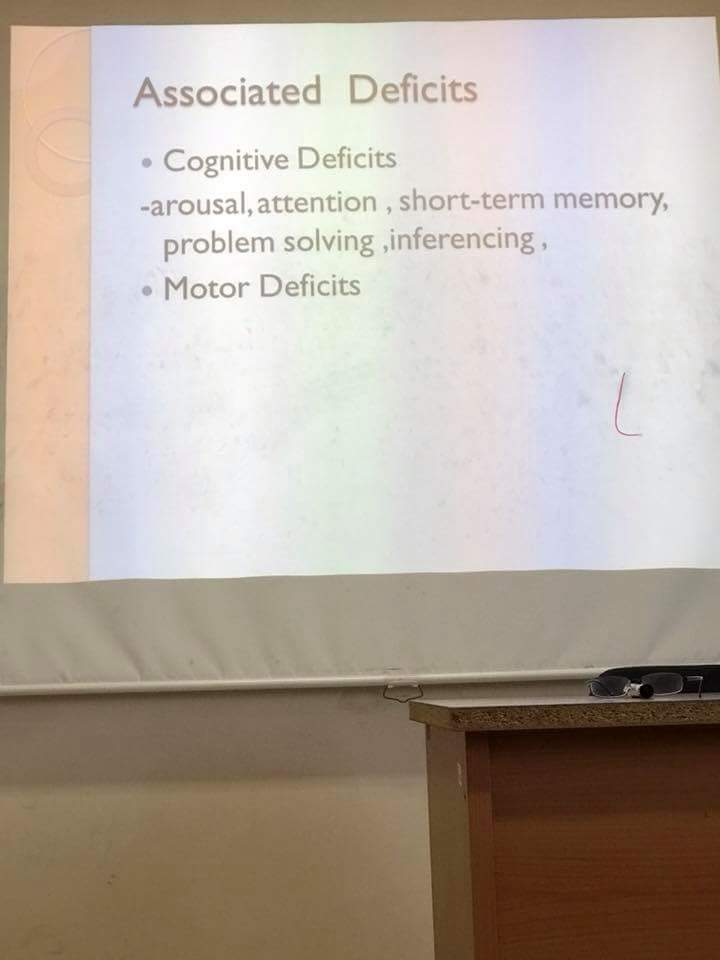 Associated Deficits
• Cognitive Deficits
-arousal, attention , short-term memory,
problem solving ,inferencing ,
• Motor Deficits